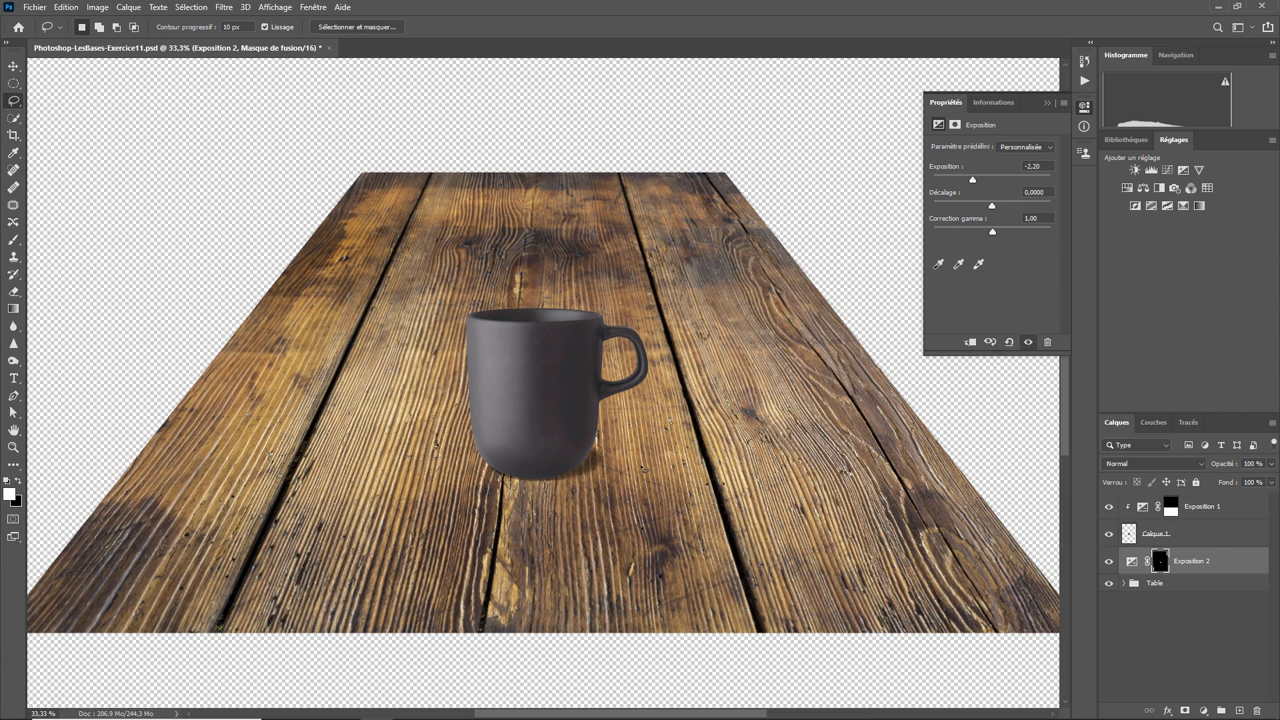 Ps Fichier Edition Image Calque Texte Sélection Filtre 3D Affichage Fenêtre Aide
Contour progressif : 10 px Lissage Sélectionner et masquer...
Photoshop-LesBases-Exercice11.psd @ 33,3% (Exposition 2, Masque de fusion/16) * ×
Histogramme Navigation
Propriétés Informations
Exposition
Paramètre prédéfini : Personnalisée
Exposition : -2,20
Décalage : 0,0000
Correction gamma : 1,00
Bibliothèques Réglages
Ajouter un réglage
Calques Couches Tracés
Type
Normal Opacité : 100 %
Verrou : Fond : 100 %
Exposition 1
Calque 1
Exposition 2
Table
33,33 % Doc : 206,9 Mo/244,3 Mo